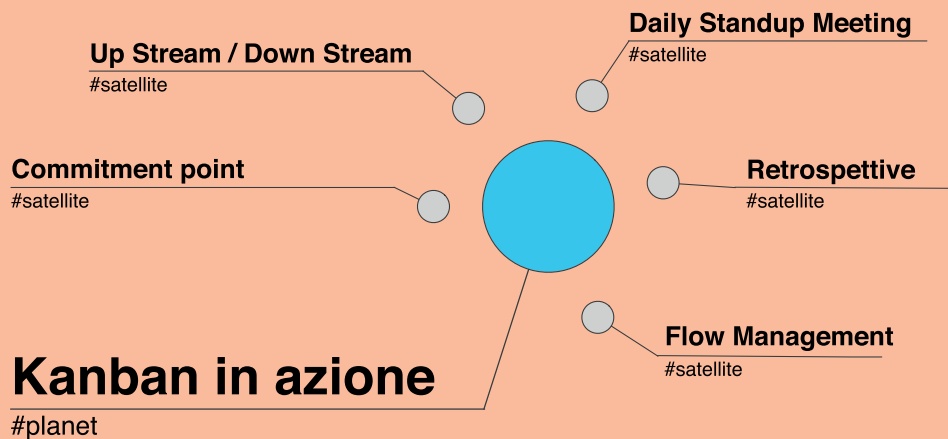 Daily Standup Meeting
#satellite
Up Stream / Down Stream
#satellite
Commitment point
#satellite
Retrospettive
#satellite
Flow Management
#satellite
Kanban in azione
#planet